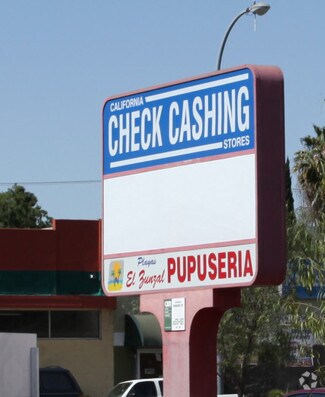 CALIFORNIA
CHECK CASHING
STORES
Playas
El Zunzal PUPUSERIA